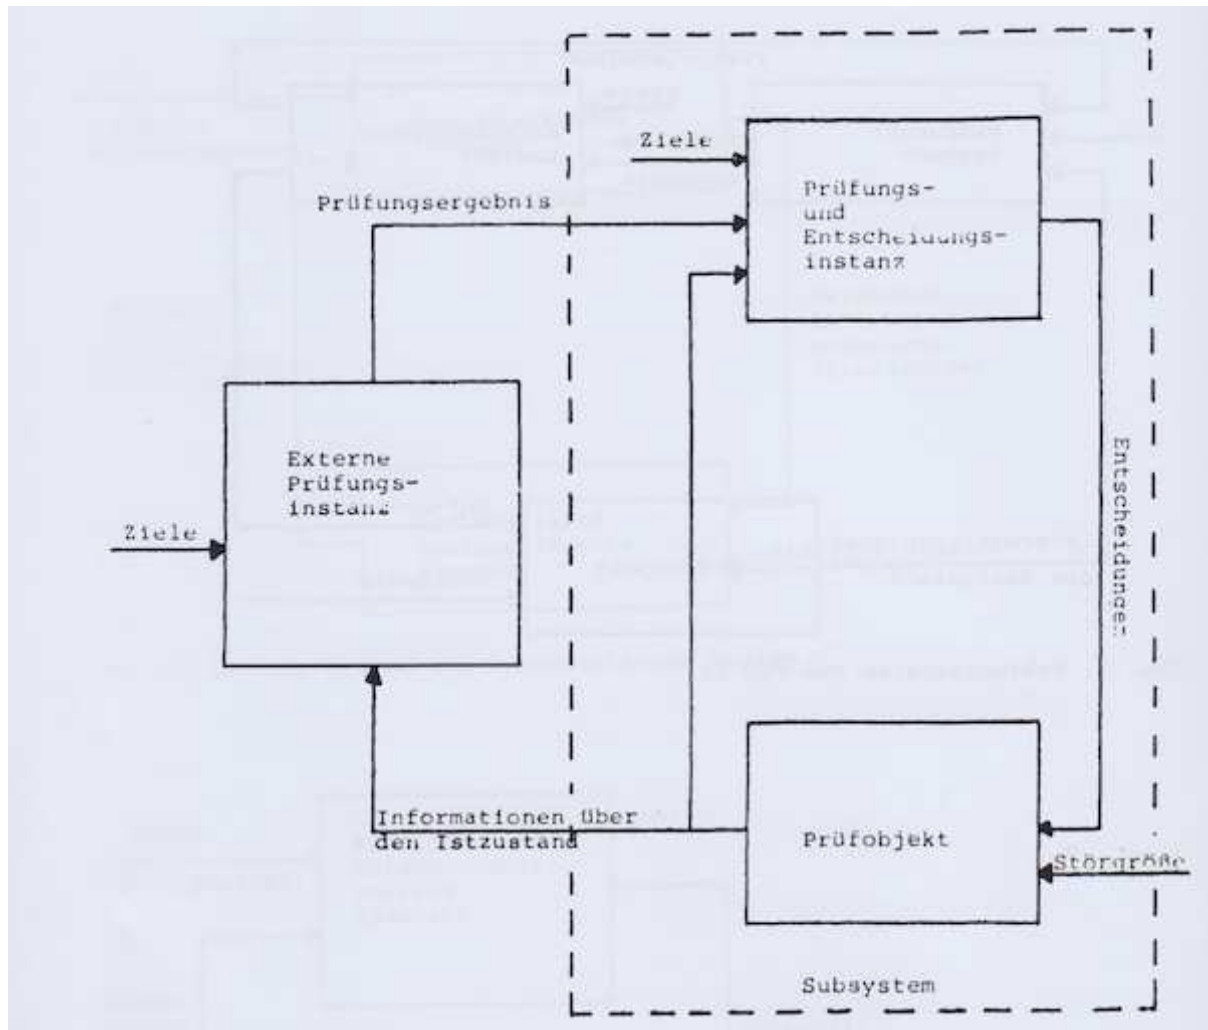 Ziele
Prüfungs-
und
Entscheidungs-
instanz
Prüfungsergebnis
Externe
Prüfungs-
instanz
Ziele
Entscheidungen
Informationen über
den Istzustand
Prüfobjekt
Störgröße
Subsystem